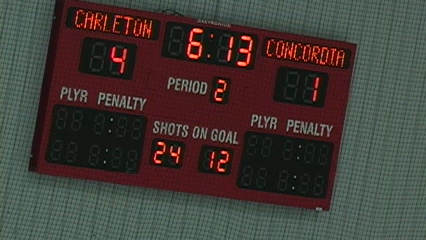 CARLETON 6:13 CONCORDIA
4 1
PERIOD 2
PLYR PENALTY PLYR PENALTY
SHOTS ON GOAL
24 12